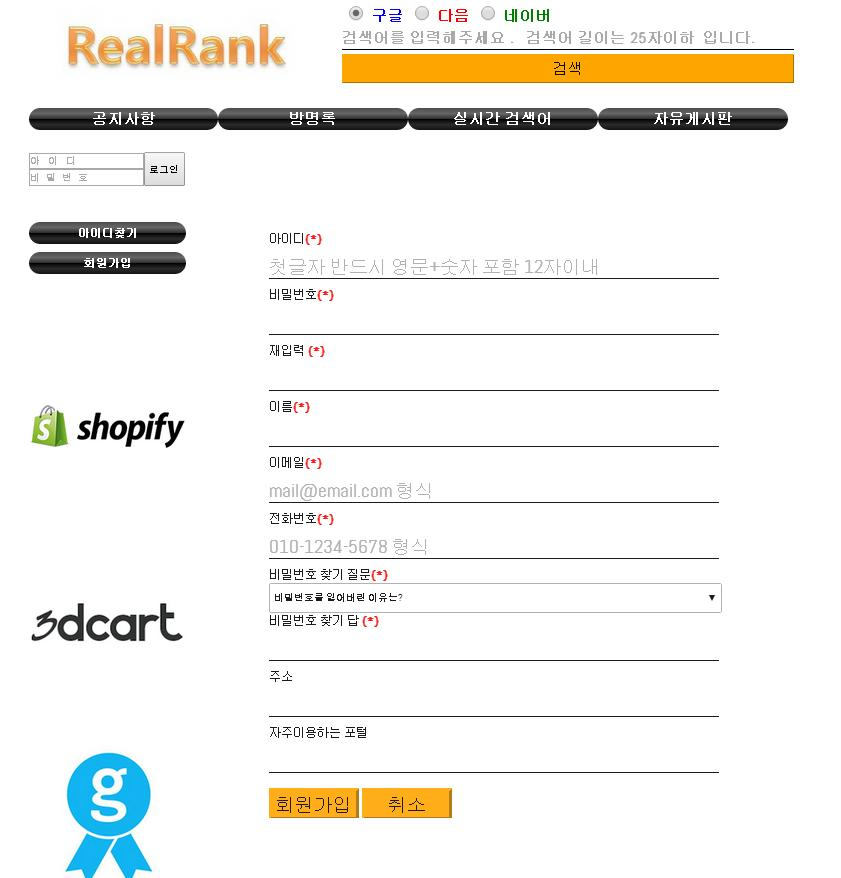 RealRank
구글 다음 네이버
검색어를 입력해주세요 . 검색어 길이는 25자이하 입니다.
검색
공지사항 방명록 실시간 검색어 자유게시판
아 이 디
비 밀 번 호
로그인
아이디찾기
회원가입
아이디(*)
첫글자 반드시 영문+숫자 포함 12자이내
비밀번호(*)
재입력 (*)
이름(*)
shopify
이메일(*)
mail@email.com 형식
전화번호(*)
010-1234-5678 형식
비밀번호 찾기 질문(*)
비밀번호를 잃어버린 이유는?
비밀번호 찾기 답 (*)
3dcart
주소
자주이용하는 포털
g
회원가입 취소